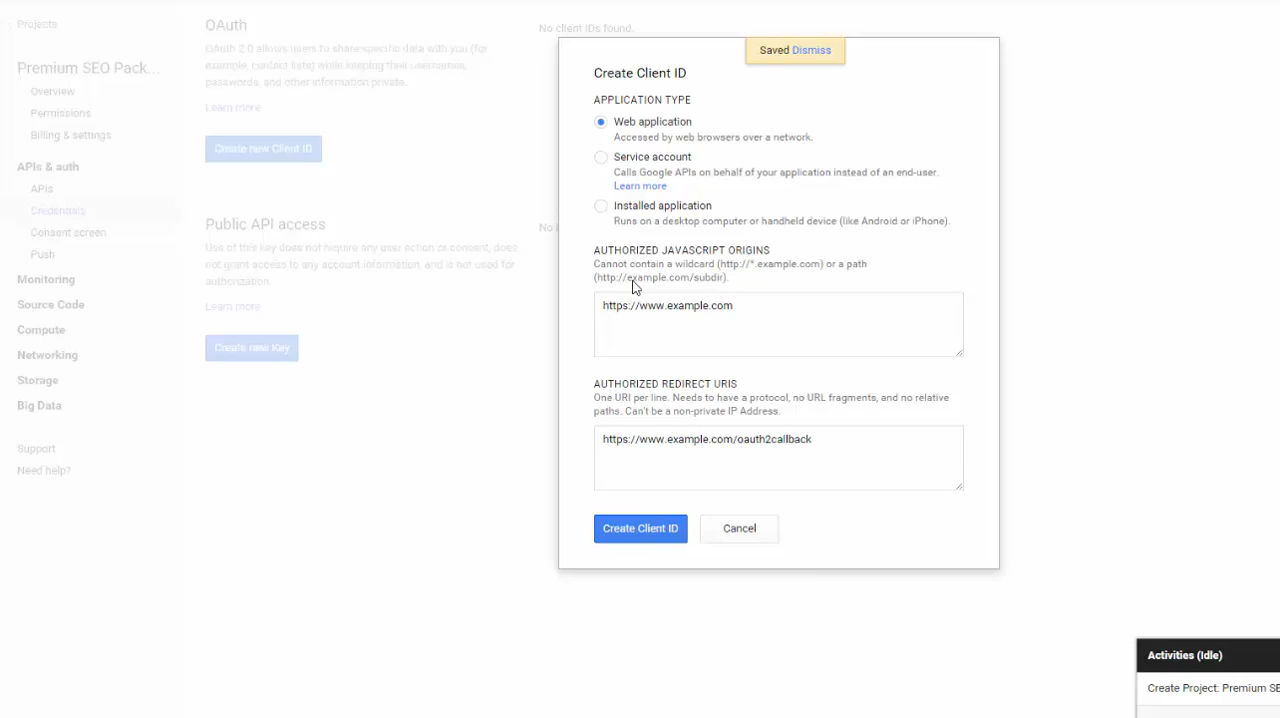 Projects
Premium SEO Pack...
Overview
Permissions
Billing & settings
APIs & auth
APIs
Credentials
Consent screen
Push
Monitoring
Source Code
Compute
Networking
Storage
Big Data
Support
Need help?
OAuth
OAuth 2.0 allows users to share specific data with you (for
example, contact lists) while keeping their usernames,
passwords, and other information private.
Learn more
Create new Client ID
Public API access
Use of this key does not require any user action or consent, does
not grant access to any account information, and is not used for
authorization.
Learn more
Create new Key
No client IDs found.
Saved Dismiss
Create Client ID
APPLICATION TYPE
Web application
Accessed by web browsers over a network.
Service account
Calls Google APIs on behalf of your application instead of an end-user.
Learn more
Installed application
Runs on a desktop computer or handheld device (like Android or iPhone).
AUTHORIZED JAVASCRIPT ORIGINS
Cannot contain a wildcard (http://*.example.com) or a path
(http://example.com/subdir).
https://www.example.com
AUTHORIZED REDIRECT URIS
One URI per line. Needs to have a protocol, no URL fragments, and no relative
paths. Can't be a non-private IP Address.
https://www.example.com/oauth2callback
Create Client ID
Cancel
Activities (Idle)
Create Project: Premium SE